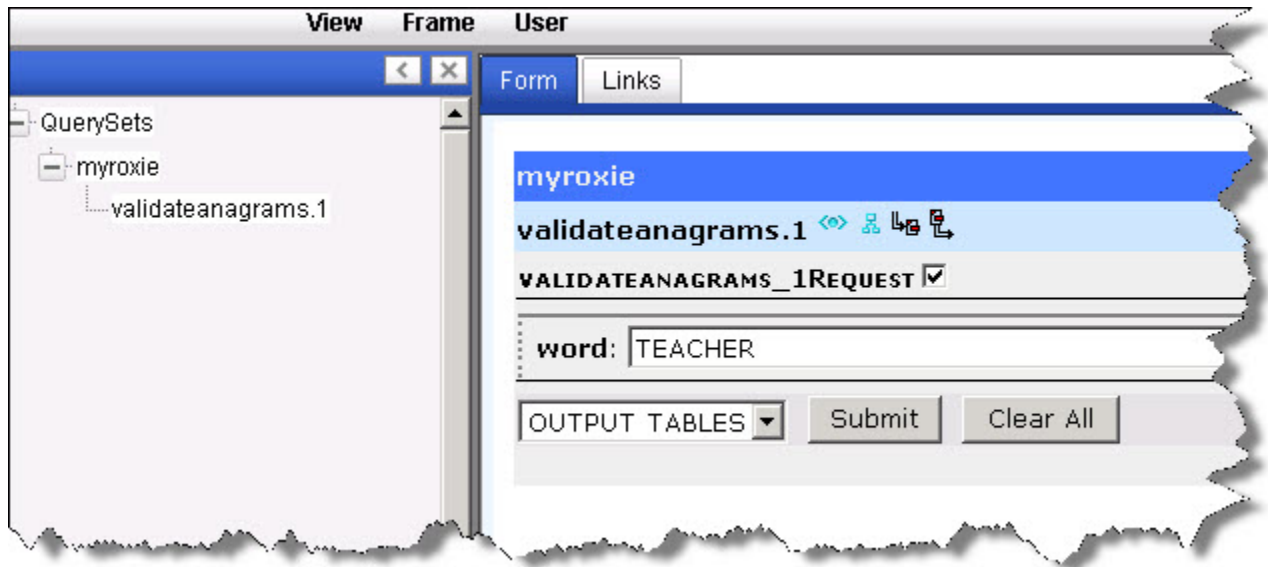 View Frame User
Form Links
QuerySets
myroxie
validateanagrams.1
myroxie
validateanagrams.1
VALIDATEANAGRAMS_1REQUEST
word: TEACHER
OUTPUT TABLES Submit Clear All